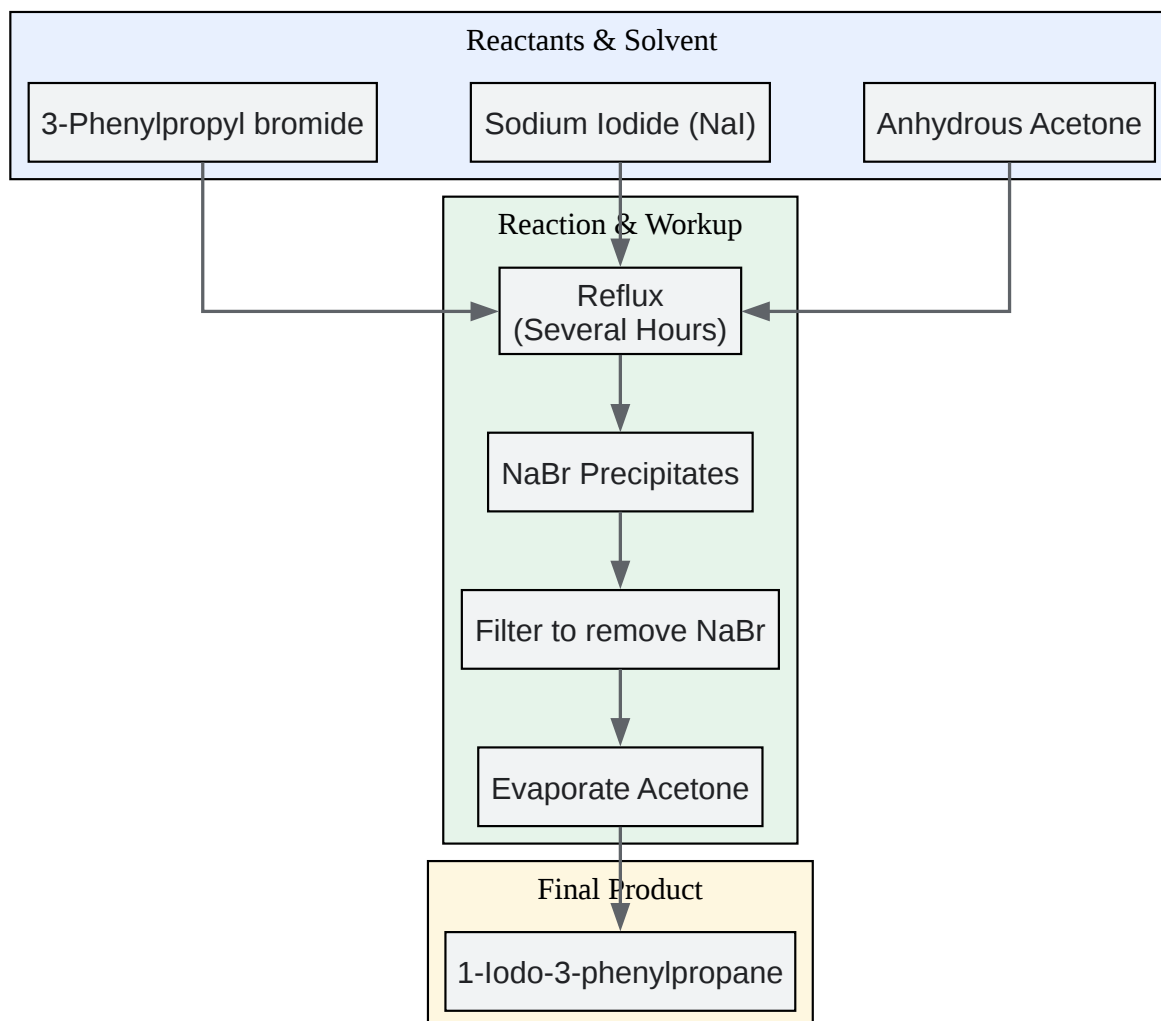 Reactants & Solvent
3-Phenylpropyl bromide
Sodium Iodide (NaI)
Anhydrous Acetone
Reaction & Workup
Reflux
(Several Hours)
NaBr Precipitates
Filter to remove NaBr
Evaporate Acetone
Final Product
1-Iodo-3-phenylpropane